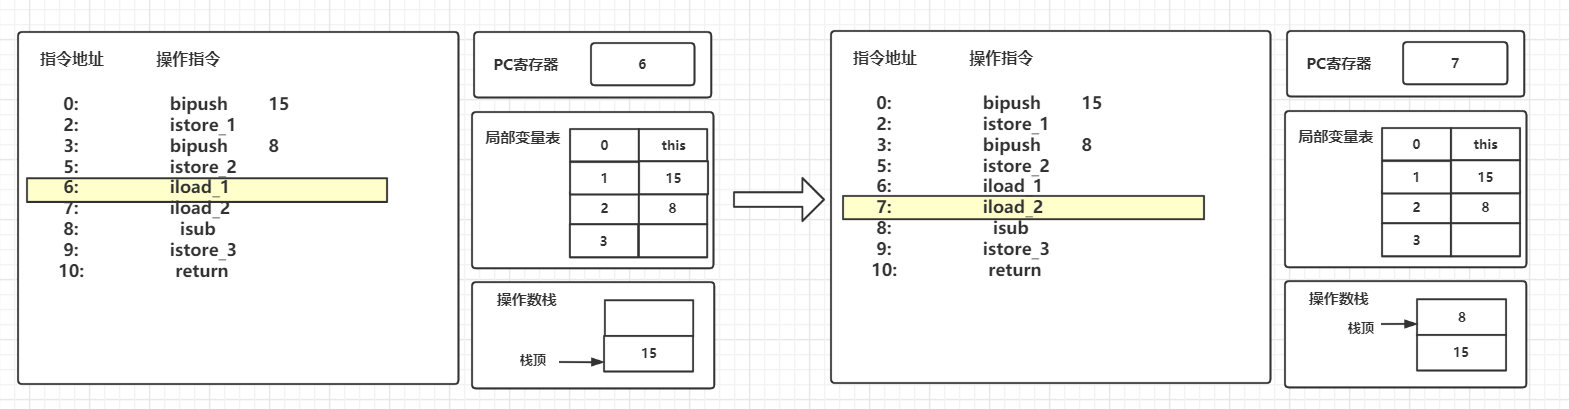 指令地址 操作指令
0: bipush 15
2: istore_1
3: bipush 8
5: istore_2
6: iload_1
7: iload_2
8: isub
9: istore_3
10: return
PC寄存器 6
局部变量表
0 this
1 15
2 8
3
操作数栈
栈顶 15
指令地址 操作指令
0: bipush 15
2: istore_1
3: bipush 8
5: istore_2
6: iload_1
7: iload_2
8: isub
9: istore_3
10: return
PC寄存器 7
局部变量表
0 this
1 15
2 8
3
操作数栈
栈顶 8
15